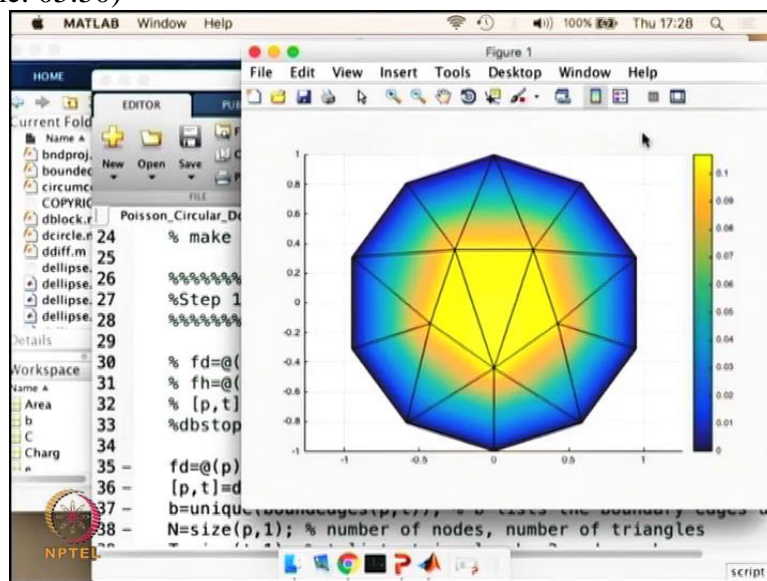 MATLAB Window Help 100% Thu 17:28
Figure 1
File Edit View Insert Tools Desktop Window Help
HOME
EDITOR
Current Fold
Name
bndproj.
bounded
circumc
COPYRIG
dblock.r
dcircle.n
ddiff.m
dellipse.
dellipse.
dellipse.
dellipse.
Details
Workspace
Name
Area
b
C
Charg
New Open Save
FILE
Poisson_Circular_Do
24 % make
25
26 %%%%%%%
27 %Step 1
28 %%%%%%%
29
30 % fd=@(
31 % fh=@(
32 % [p,t]
33 %dbstop
34
35 – fd=@(p)
36 – [p,t]=d
37 – b=unique(boundedges(p,t)); % b lists the boundary edges
38 – N=size(p,1); % number of nodes, number of triangles
1
0.8
0.6
0.4
0.2
0
-0.2
-0.4
-0.6
-0.8
-1
-1 -0.5 0 0.5 1
0.1
0.09
0.08
0.07
0.06
0.05
0.04
0.03
0.02
0.01
0
NPTEL
script